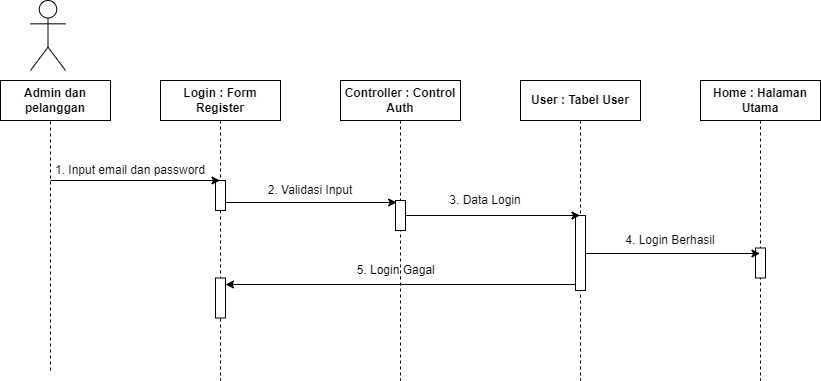 Admin dan
pelanggan
Login : Form
Register
Controller : Control
Auth
User : Tabel User
Home : Halaman
Utama
1. Input email dan password
2. Validasi Input
3. Data Login
4. Login Berhasil
5. Login Gagal